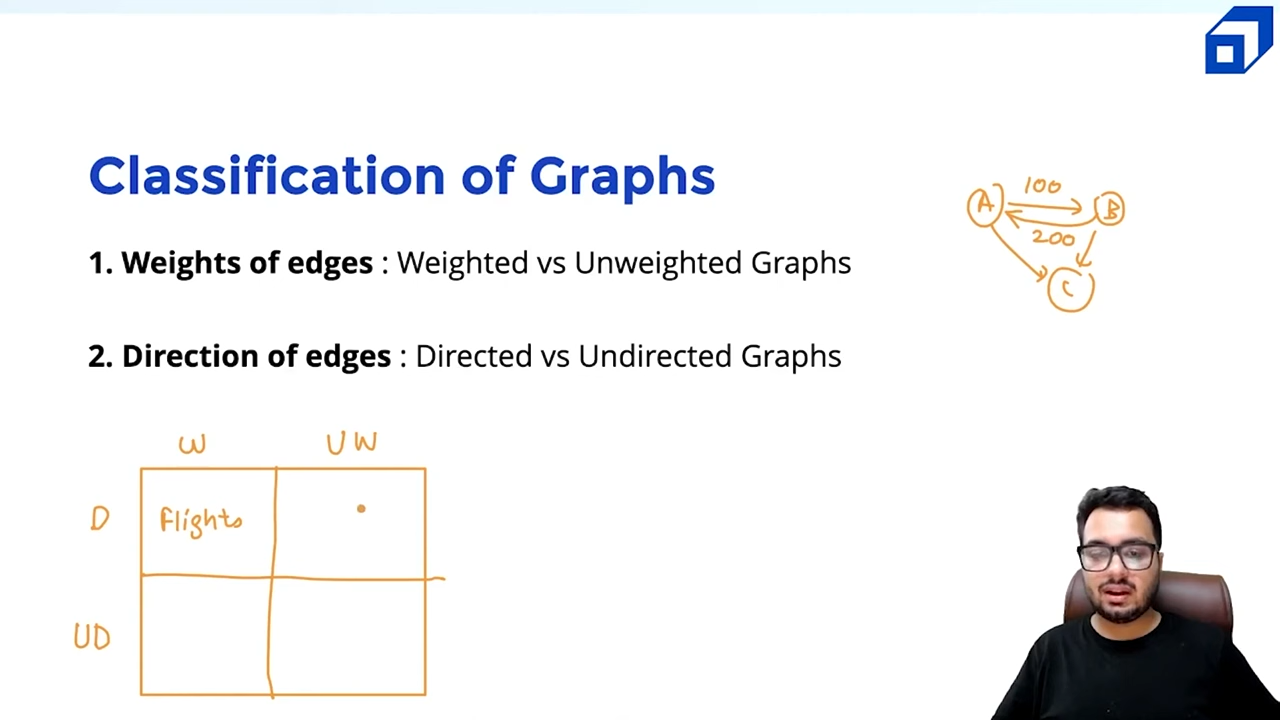 Classification of Graphs
1. Weights of edges : Weighted vs Unweighted Graphs
2. Direction of edges : Directed vs Undirected Graphs
A 100 B
200
C
W UW
D Flights
UD